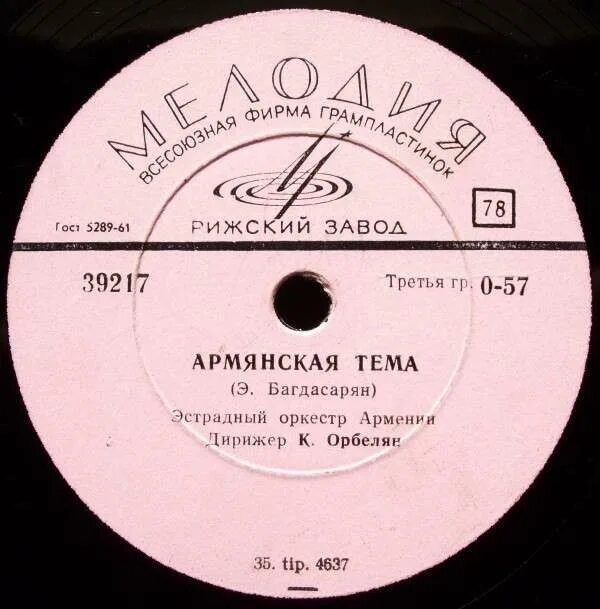 МЕЛОДИЯ
ВСЕСОЮЗНАЯ ФИРМА ГРАМПЛАСТИНОК
78
Гост 5289-61
РИЖСКИЙ ЗАВОД
39217
Третья гр. 0-57
АРМЯНСКАЯ ТЕМА
(Э. Багдасарян)
Эстрадный оркестр Армении
Дирижер К. Орбелян
35. tip. 4637